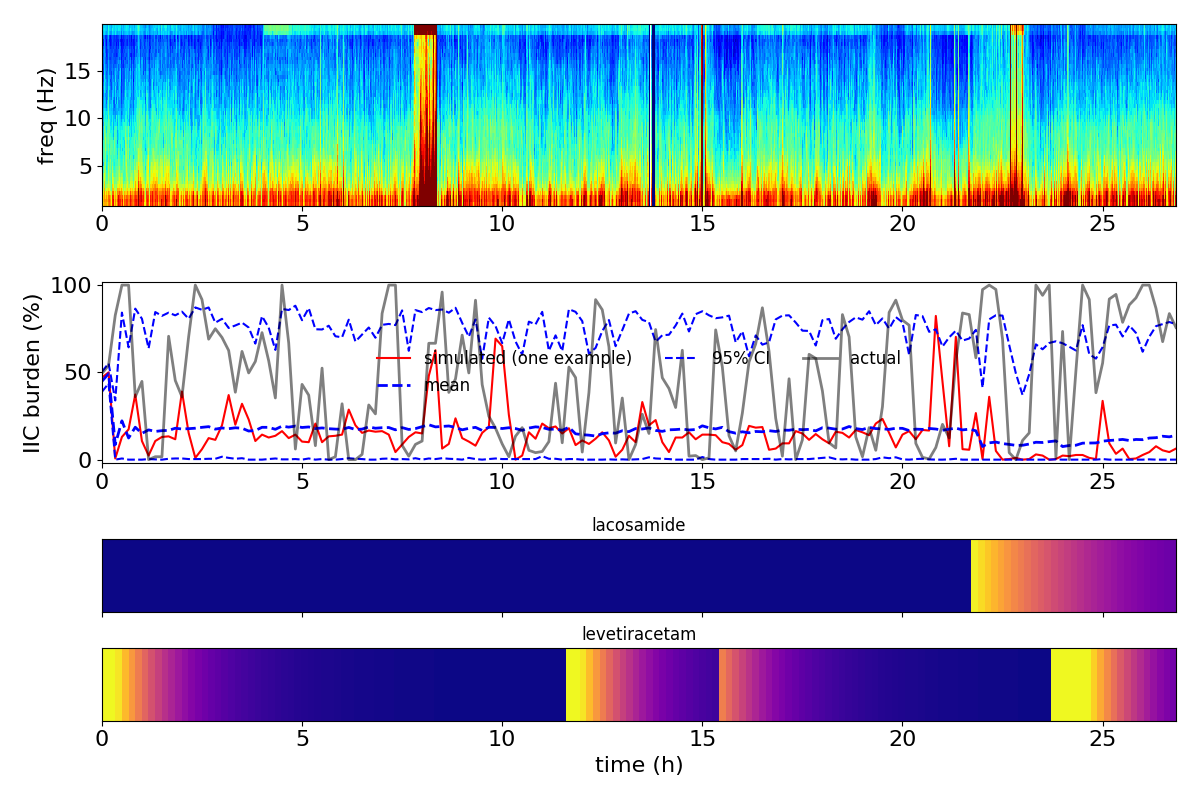 freq (Hz)
15
10
5
0 5 10 15 20 25
IIC burden (%)
100
50
0
simulated (one example) 95% CI actual
mean
0 5 10 15 20 25
lacosamide
levetiracetam
0 5 10 15 20 25
time (h)